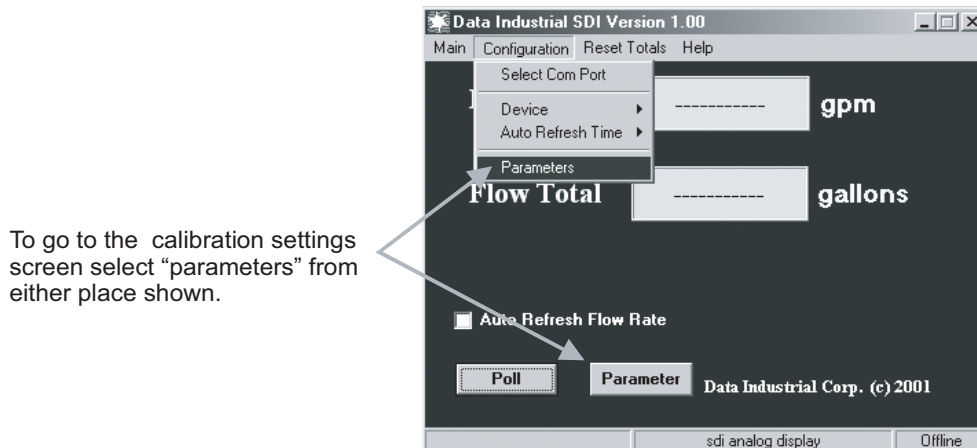 Data Industrial SDI Version 1.00
Main Configuration Reset Totals Help
Select Com Port
Device
Auto Refresh Time
Parameters
----------- gpm
Flow Total ----------- gallons
To go to the calibration settings
screen select “parameters” from
either place shown.
Auto Refresh Flow Rate
Poll Parameter Data Industrial Corp. (c) 2001
sdi analog display Offline